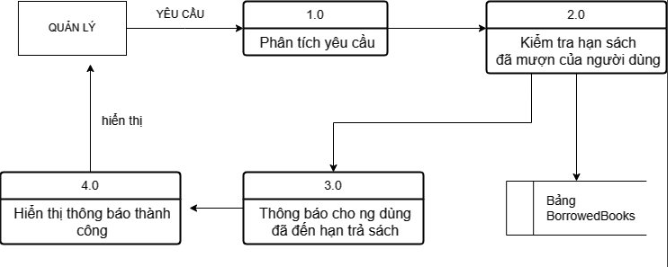 QUẢN LÝ
YÊU CẦU
1.0
Phân tích yêu cầu
2.0
Kiểm tra hạn sách
đã mượn của người dùng
hiển thị
4.0
Hiển thị thông báo thành
công
3.0
Thông báo cho ng dùng
đã đến hạn trả sách
Bảng
BorrowedBooks